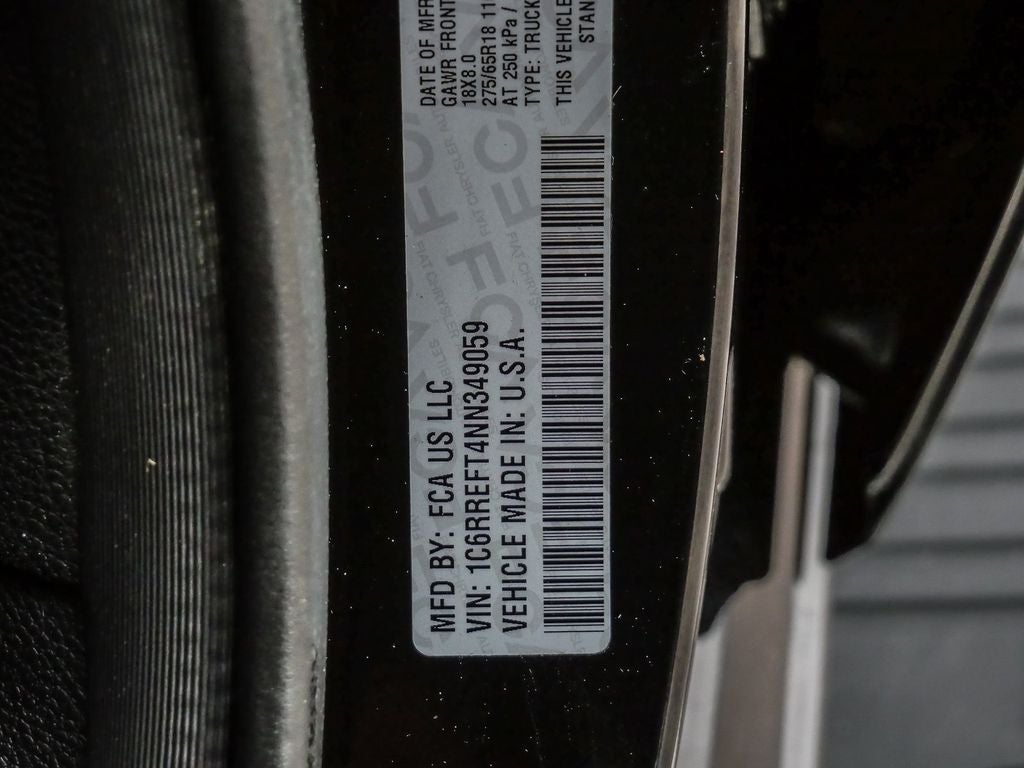 MFD BY: FCA US LLC
DATE OF MFR
VIN: 1C6RREFT4NN349059
GAWR FRONT
18X8.0
VEHICLE MADE IN: U.S.A.
275/65R18
AT 250 kPa /
TYPE: TRUCK
THIS VEHICLE
STAN